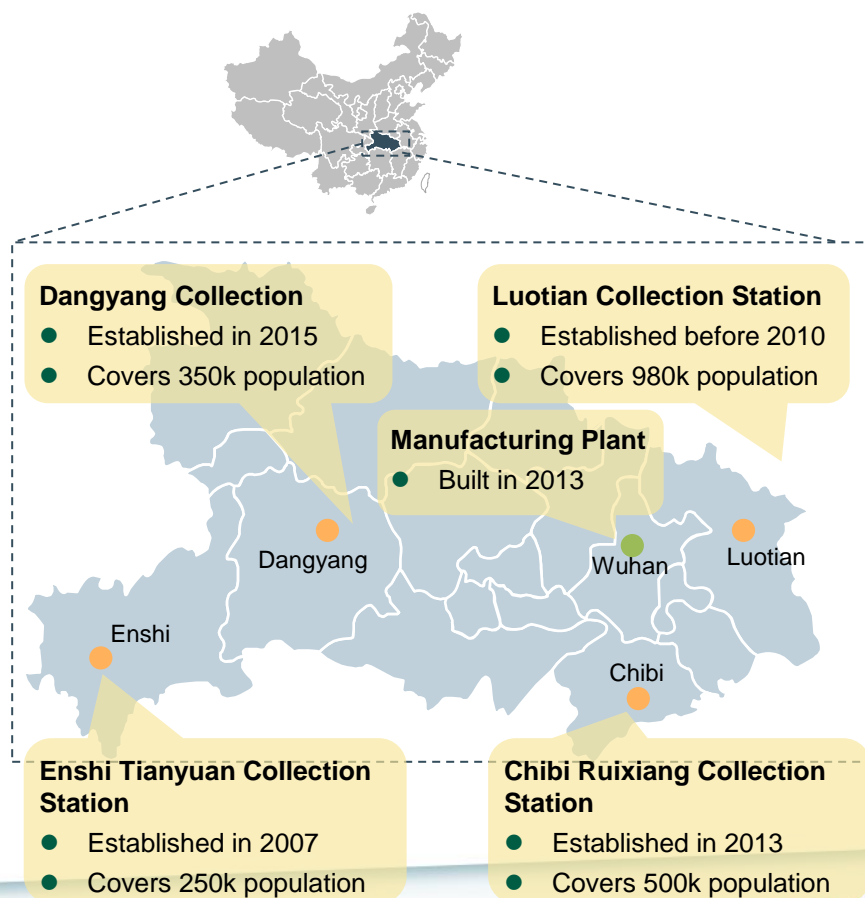 Dangyang Collection
● Established in 2015
● Covers 350k population
Luotian Collection Station
● Established before 2010
● Covers 980k population
Manufacturing Plant
● Built in 2013
Dangyang
Wuhan
Luotian
Enshi
Chibi
Enshi Tianyuan Collection
Station
● Established in 2007
● Covers 250k population
Chibi Ruixiang Collection
Station
● Established in 2013
● Covers 500k population